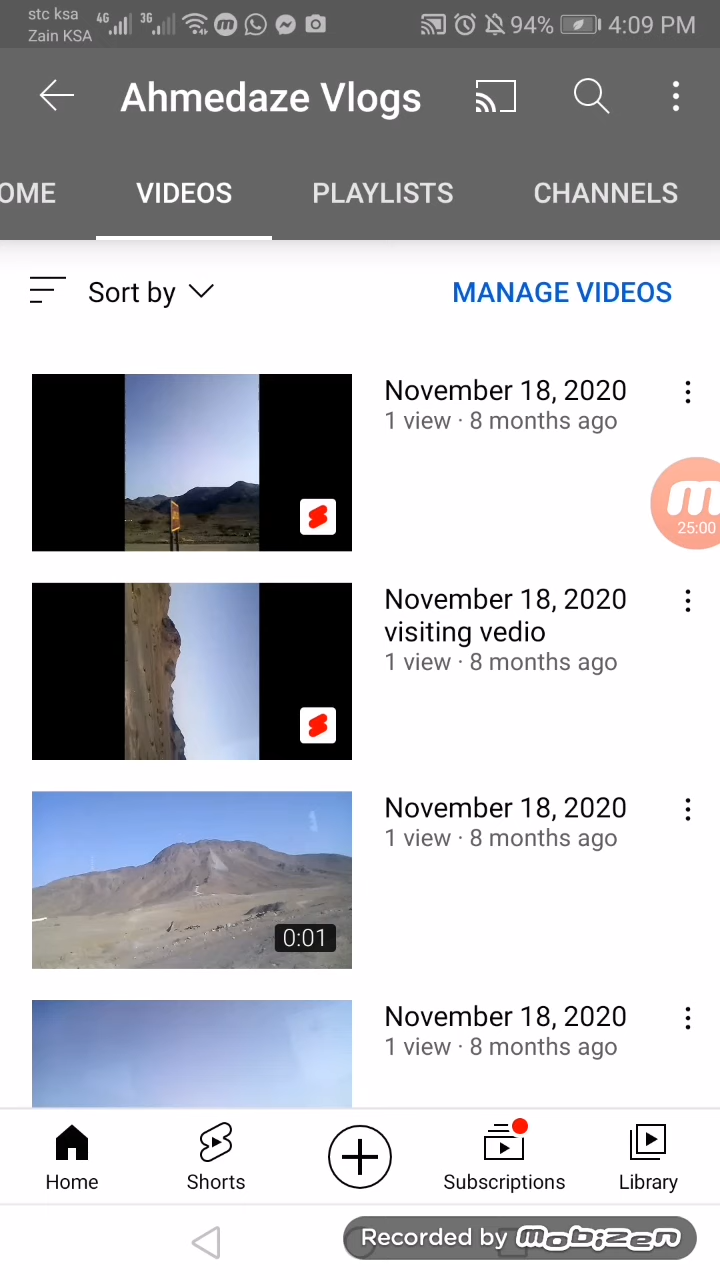 stc ksa 4G 3G 94% 4:09 PM
Zain KSA
Ahmedaze Vlogs
OME VIDEOS PLAYLISTS CHANNELS
Sort by MANAGE VIDEOS
November 18, 2020
1 view · 8 months ago
25:00
November 18, 2020
visiting vedio
1 view · 8 months ago
November 18, 2020
1 view · 8 months ago
0:01
November 18, 2020
1 view · 8 months ago
Home Shorts Subscriptions Library
Recorded by mobizen